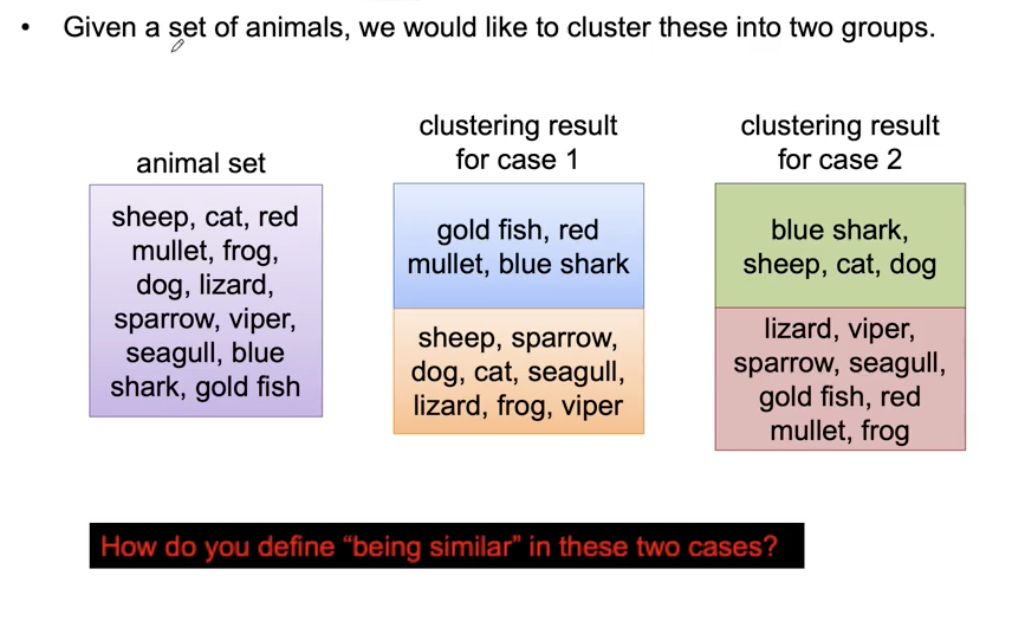 • Given a set of animals, we would like to cluster these into two groups.
animal set
sheep, cat, red
mullet, frog,
dog, lizard,
sparrow, viper,
seagull, blue
shark, gold fish
clustering result
for case 1
gold fish, red
mullet, blue shark
sheep, sparrow,
dog, cat, seagull,
lizard, frog, viper
clustering result
for case 2
blue shark,
sheep, cat, dog
lizard, viper,
sparrow, seagull,
gold fish, red
mullet, frog
How do you define “being similar” in these two cases?